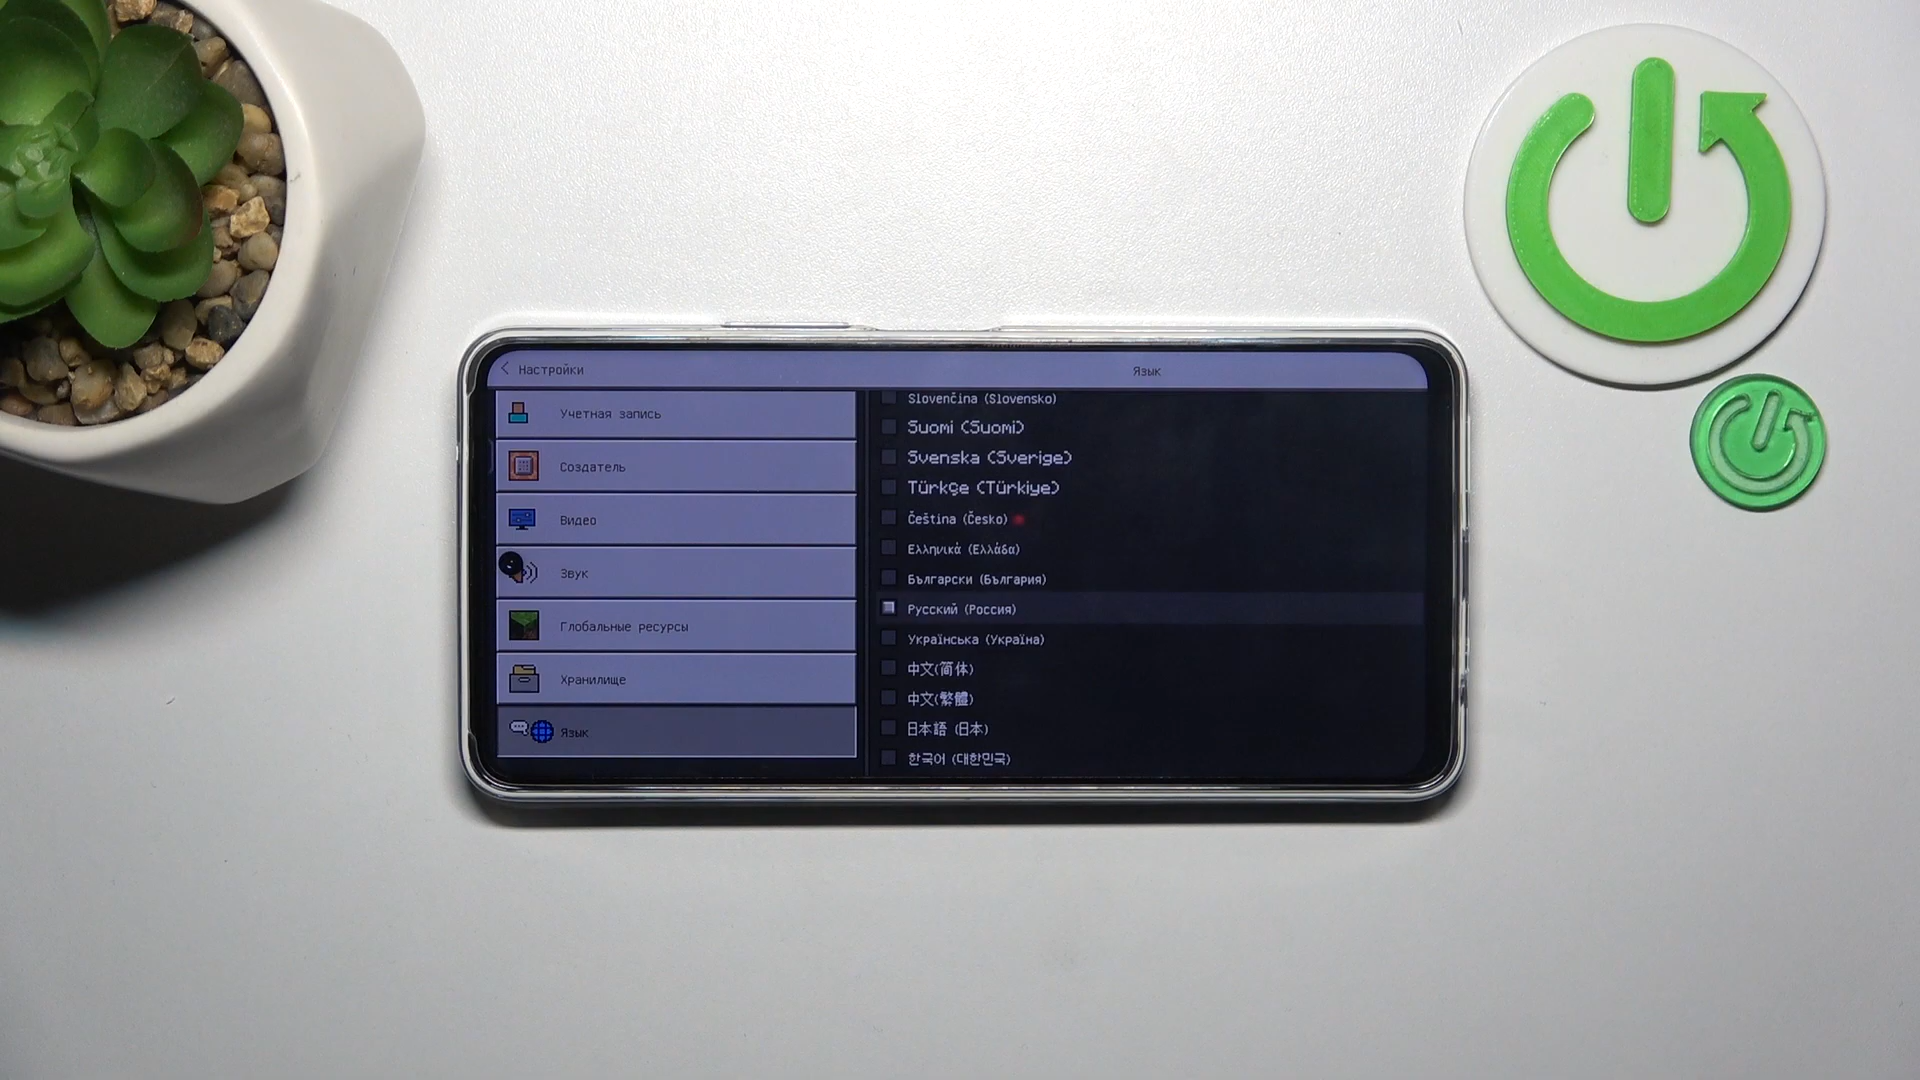 Настройки
Язык
Учетная запись
Создатель
Видео
Звук
Глобальные ресурсы
Хранилище
Язык
Slovenčina (Slovensko)
Suomi (Suomi)
Svenska (Sverige)
Türkçe (Türkiye)
Čeština (Česko)
Ελληνικά (Ελλάδα)
Български (България)
Русский (Россия)
Українська (Україна)
中文(简体)
中文(繁體)
日本語 (日本)
한국어 (대한민국)